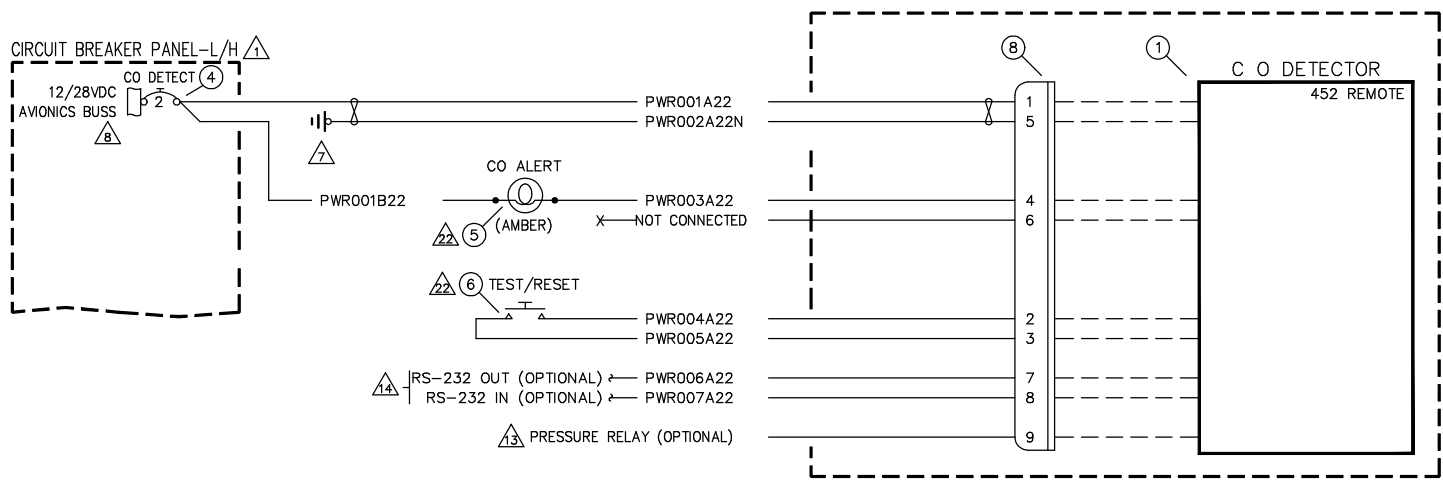 CIRCUIT BREAKER PANEL-L/H 1
CO DETECT 4
12/28VDC
AVIONICS BUSS
2
8
8
1
C O DETECTOR
452 REMOTE
PWR001A22
1
PWR002A22N
5
7
CO ALERT
PWR001B22
PWR003A22
4
NOT CONNECTED
6
22 5 (AMBER)
22 6 TEST/RESET
PWR004A22
2
PWR005A22
3
14
RS-232 OUT (OPTIONAL) PWR006A22
7
RS-232 IN (OPTIONAL) PWR007A22
8
13 PRESSURE RELAY (OPTIONAL)
9